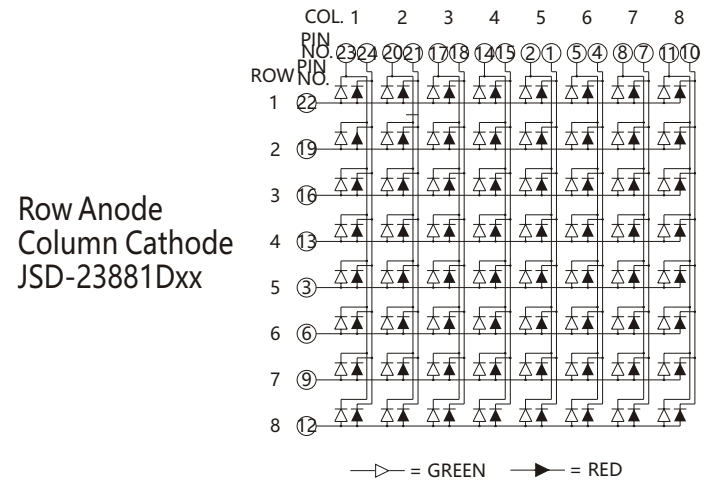 COL. 1 2 3 4 5 6 7 8
PIN
NO. 23 24 20 21 17 18 14 15 2 1 5 4 8 7 11 10
ROW PIN
NO.
1 22
2 19
3 16
4 13
5 3
6 6
7 9
8 12
Row Anode
Column Cathode
JSD-23881Dxx
= GREEN = RED